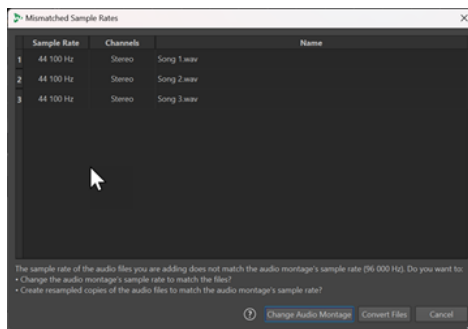 Mismatched Sample Rates
Sample Rate Channels Name
1 44 100 Hz Stereo Song 1.wav
2 44 100 Hz Stereo Song 2.wav
3 44 100 Hz Stereo Song 3.wav
The sample rate of the audio files you are adding does not match the audio montage's sample rate (96 000 Hz). Do you want to:
• Change the audio montage's sample rate to match the files?
• Create resampled copies of the audio files to match the audio montage's sample rate?
? Change Audio Montage Convert Files Cancel